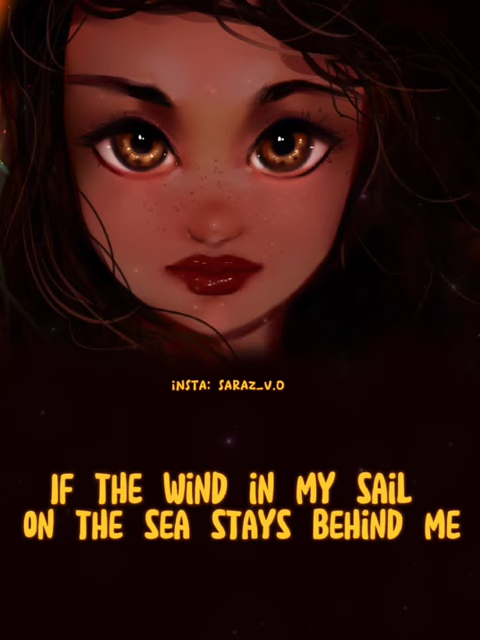 iNSTA: SARAZ_V.O
IF THE WiND iN MY SAiL
ON THE SEA STAYS BEHiND ME